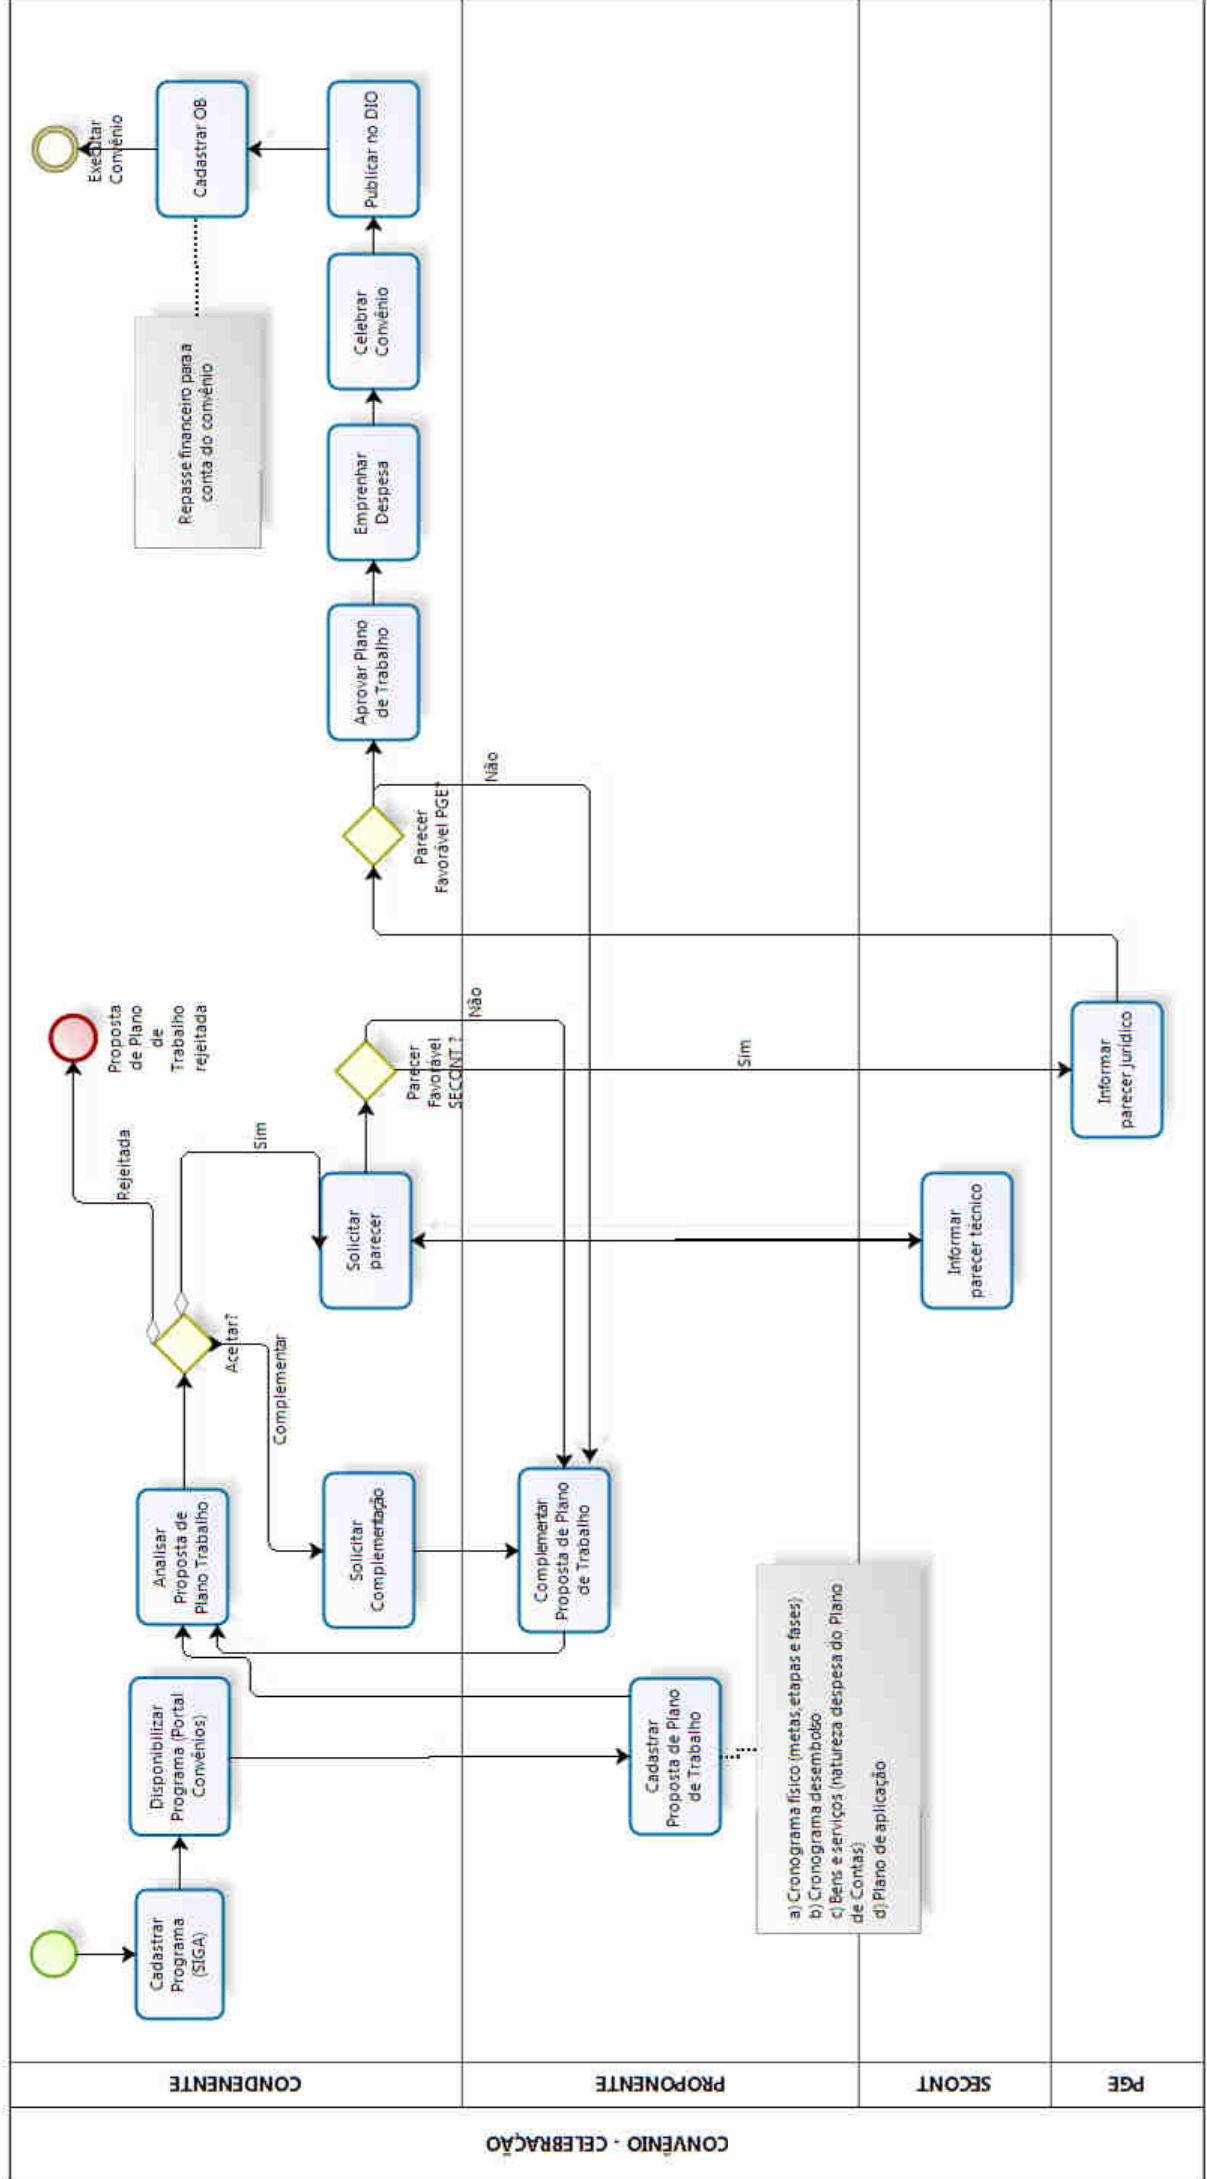 CONVÊNIO - CELEBRAÇÃO
CONDENENTE
PROPONENTE
SECONT
PGE
Cadastrar
Programa
(SIGA)
Disponibilizar
Programa (Portal
Convênios)
Cadastrar
Proposta de Plano
de Trabalho
a) Cronograma físico (metas, etapas e fases)
b) Cronograma desembolso
c) Bens e serviços (natureza despesa do Plano
de Contas)
d) Plano de aplicação
Analisar
Proposta de
Plano Trabalho
Aceitar?
Rejeitada
Proposta
de Plano
de
Trabalho
rejeitada
Complementar
Solicitar
Complementação
Complementar
Proposta de Plano
de Trabalho
Sim
Solicitar
parecer
Informar
parecer técnico
Parecer
Favorável
SECONT ?
Não
Sim
Informar
parecer jurídico
Parecer
Favorável PGE?
Não
Aprovar Plano
de Trabalho
Emprenhar
Despesa
Celebrar
Convênio
Publicar no DIO
Cadastrar OB
Repasse financeiro para a
conta do convênio
Executar
Convênio